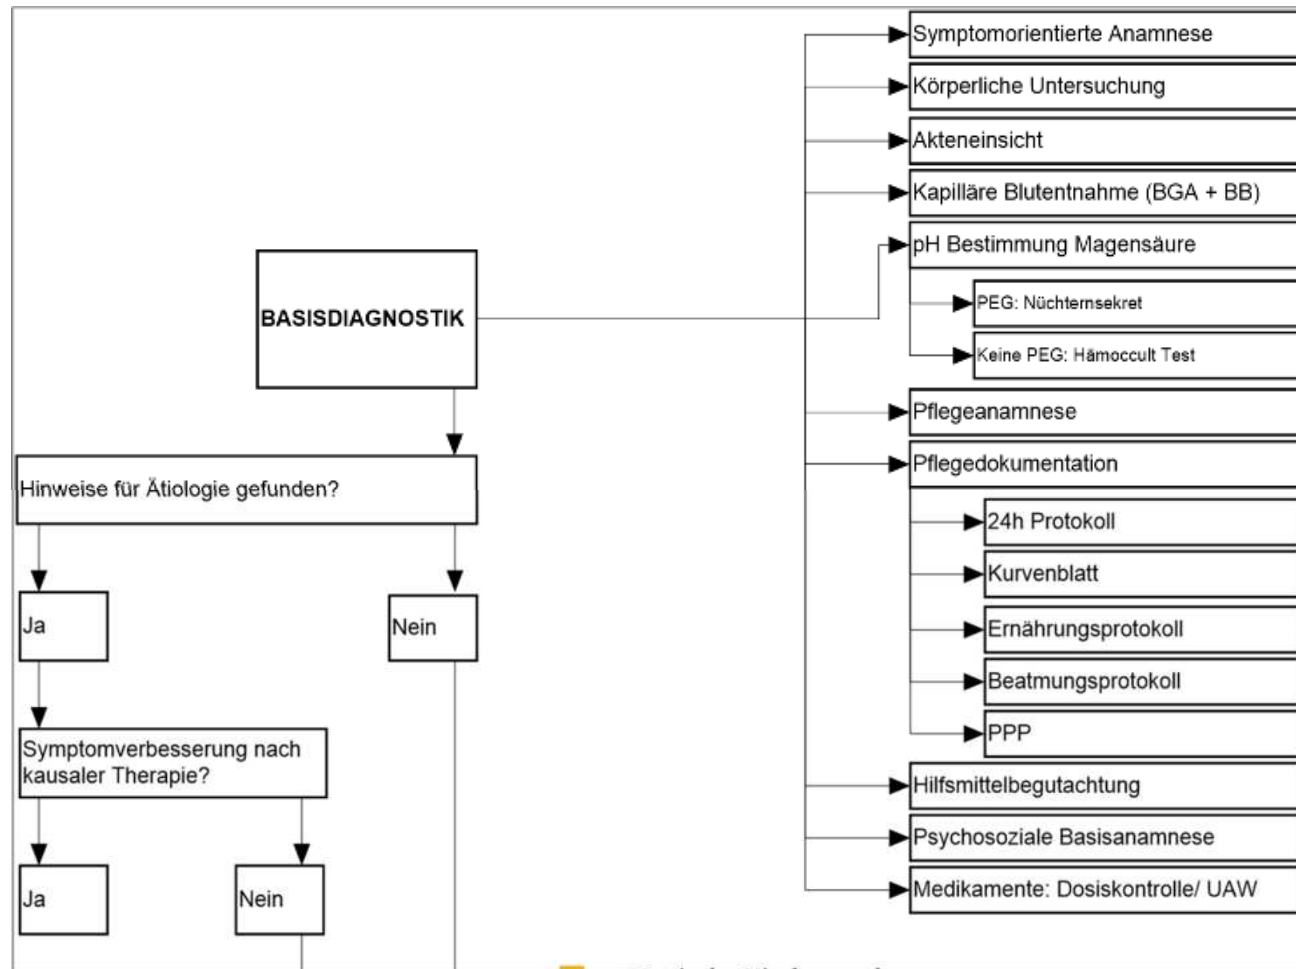 Symptomorientierte Anamnese
Körperliche Untersuchung
Akteneinsicht
Kapilläre Blutentnahme (BGA + BB)
pH Bestimmung Magensäure
PEG: Nüchternsekret
Keine PEG: Hämoccult Test
BASISDIAGNOSTIK
Pflegeanamnese
Pflegedokumentation
24h Protokoll
Kurvenblatt
Ernährungsprotokoll
Beatmungsprotokoll
PPP
Hilfsmittelbegutachtung
Psychosoziale Basisanamnese
Medikamente: Dosiskontrolle/ UAW
Hinweise für Ätiologie gefunden?
Ja
Nein
Symptomverbesserung nach
kausaler Therapie?
Ja
Nein